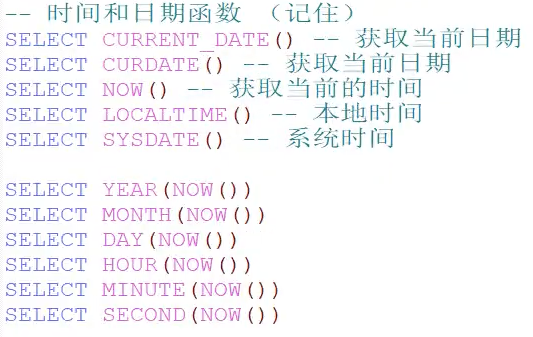 -- 时间和日期函数 （记住）
SELECT CURRENT_DATE() -- 获取当前日期
SELECT CURDATE() -- 获取当前日期
SELECT NOW() -- 获取当前的时间
SELECT LOCALTIME() -- 本地时间
SELECT SYSDATE() -- 系统时间
SELECT YEAR(NOW())
SELECT MONTH(NOW())
SELECT DAY(NOW())
SELECT HOUR(NOW())
SELECT MINUTE(NOW())
SELECT SECOND(NOW())